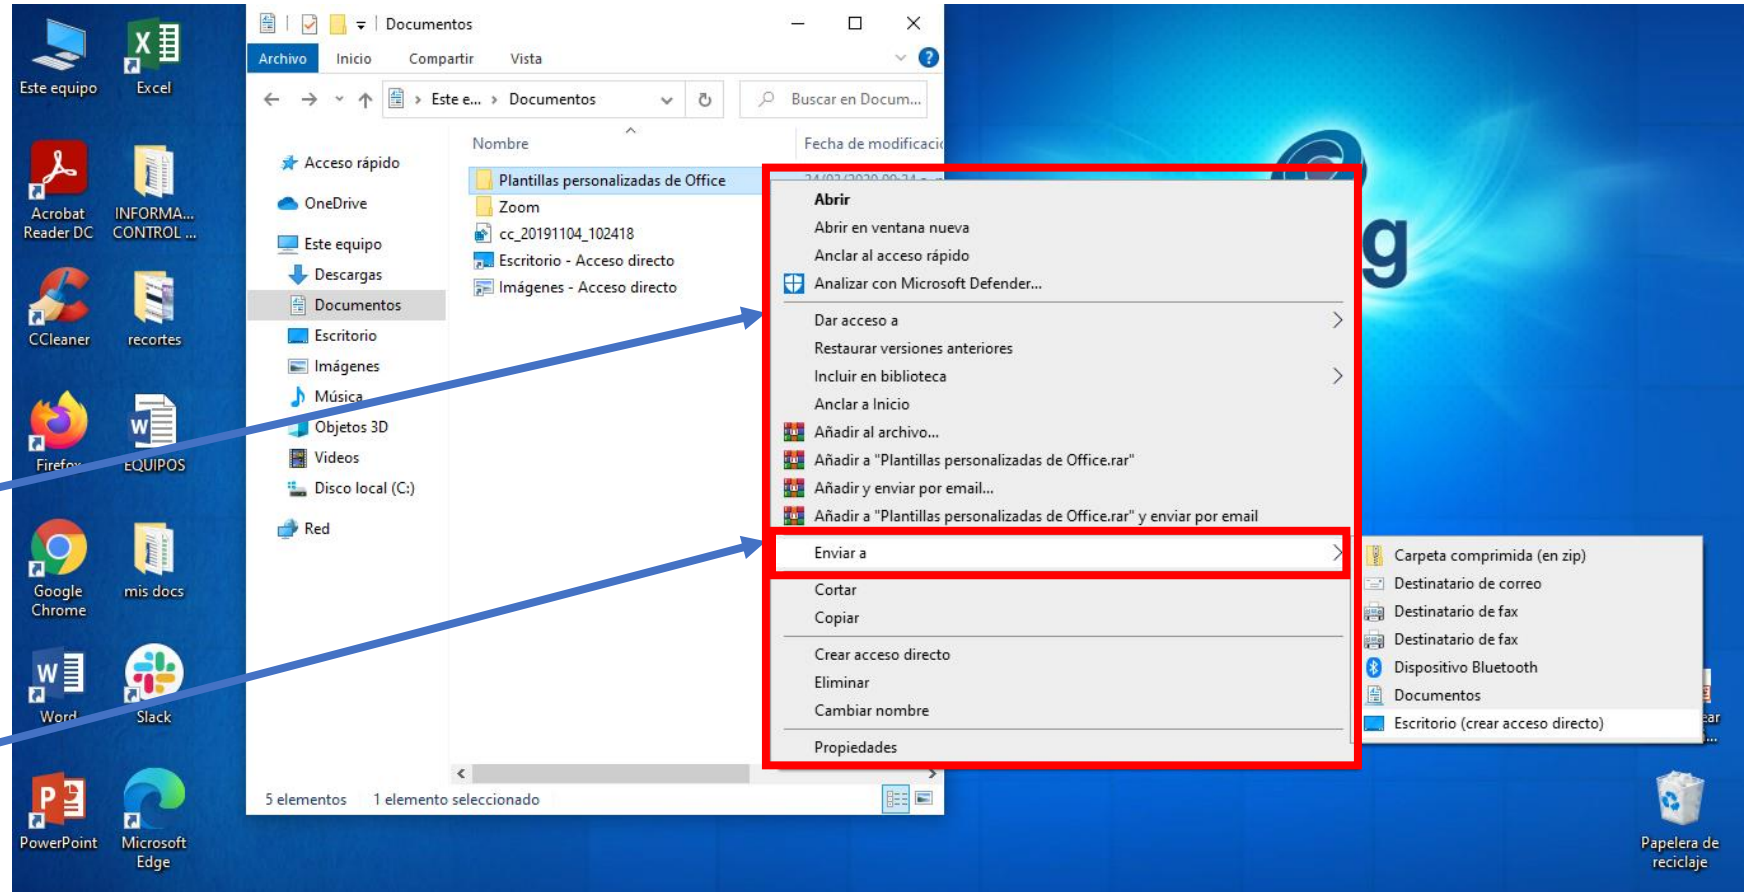 Este equipo
Excel
Acrobat
Reader DC
INFORMA...
CONTROL ...
CCleaner
recortes
Firefox
EQUIPOS
Google
Chrome
mis docs
Word
Slack
PowerPoint
Microsoft
Edge
Documentos
Archivo Inicio Compartir Vista
Este e... > Documentos
Buscar en Docum...
Nombre
Fecha de modificació
Acceso rápido
OneDrive
Este equipo
Descargas
Documentos
Escritorio
Imágenes
Música
Objetos 3D
Videos
Disco local (C:)
Red
Plantillas personalizadas de Office
Zoom
cc_20191104_102418
Escritorio - Acceso directo
Imágenes - Acceso directo
5 elementos 1 elemento seleccionado
Abrir
Abrir en ventana nueva
Anclar al acceso rápido
Analizar con Microsoft Defender...
Dar acceso a
Restaurar versiones anteriores
Incluir en biblioteca
Anclar a Inicio
Añadir al archivo...
Añadir a "Plantillas personalizadas de Office.rar"
Añadir y enviar por email...
Añadir a "Plantillas personalizadas de Office.rar" y enviar por email
Enviar a
Cortar
Copiar
Crear acceso directo
Eliminar
Cambiar nombre
Propiedades
Carpeta comprimida (en zip)
Destinatario de correo
Destinatario de fax
Destinatario de fax
Dispositivo Bluetooth
Documentos
Escritorio (crear acceso directo)
g
ear
Papelera de
reciclaje